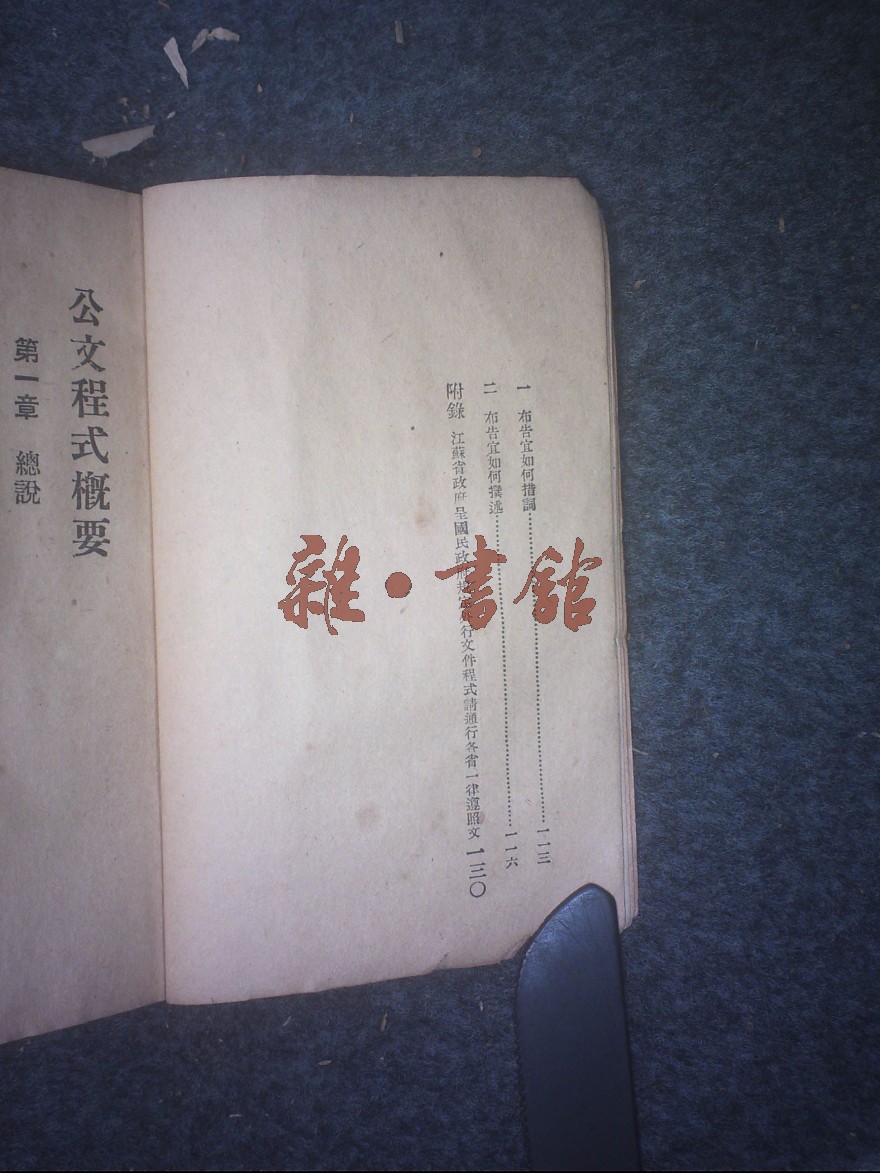 一　布告宜如何措詞……一一三
二　布告宜如何撰述……一一六
附錄　江蘇省政府呈國民政府規定 行文件程式請通行各省一律遵照文　一三〇
公文程式槪要
第一章　總說
雜·書館